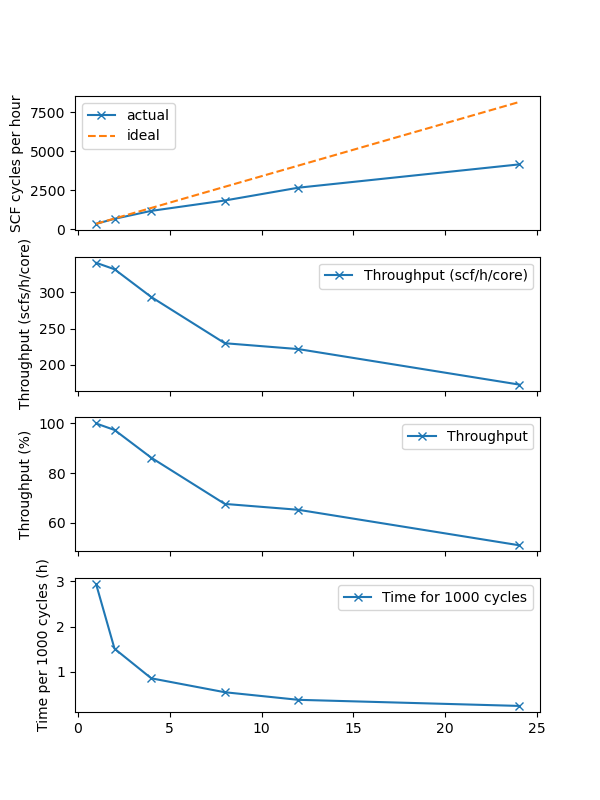 SCF cycles per hour
7500
5000
2500
0
actual
ideal
Throughput (scfs/h/core)
300
250
200
Throughput (scf/h/core)
Throughput (%)
100
80
60
Throughput
Time per 1000 cycles (h)
3
2
1
Time for 1000 cycles
0 5 10 15 20 25